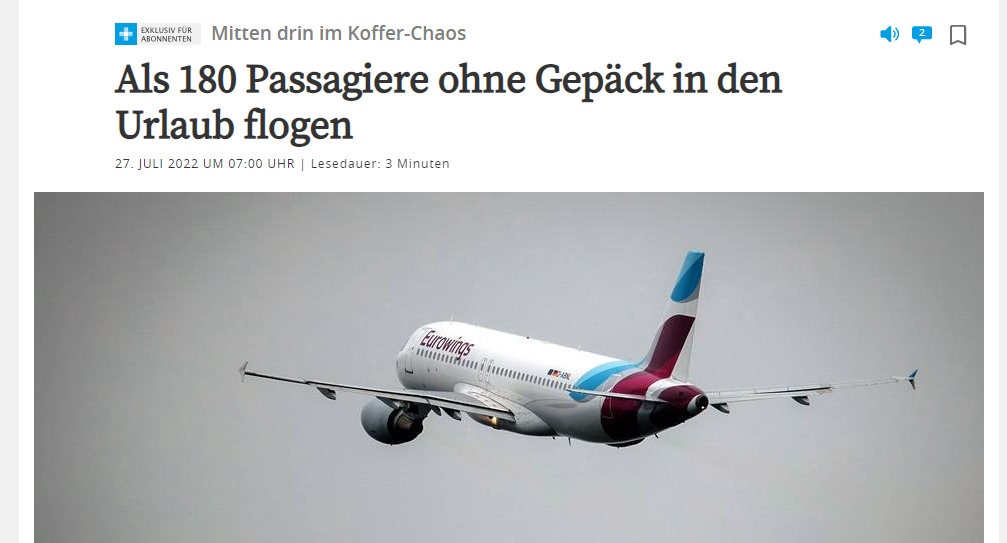 EXKLUSIV FÜR
ABONNENTEN
Mitten drin im Koffer-Chaos
2
Als 180 Passagiere ohne Gepäck in den
Urlaub flogen
27. JULI 2022 UM 07:00 UHR | Lesedauer: 3 Minuten
Eurowings